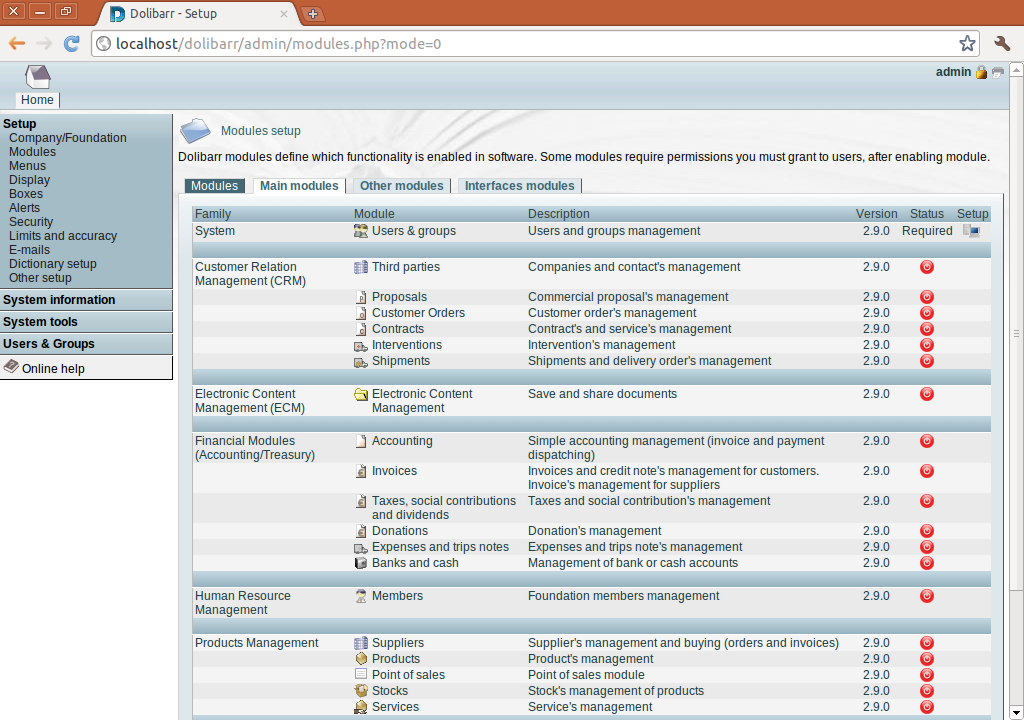 Dolibarr - Setup
localhost/dolibarr/admin/modules.php?mode=0
admin
Home
Setup
Company/Foundation
Modules
Menus
Display
Boxes
Alerts
Security
Limits and accuracy
E-mails
Dictionary setup
Other setup
System information
System tools
Users & Groups
Online help
Modules setup
Dolibarr modules define which functionality is enabled in software. Some modules require permissions you must grant to users, after enabling module.
Modules Main modules Other modules Interfaces modules
Family Module Description Version Status Setup
System Users & groups Users and groups management 2.9.0 Required
Customer Relation Third parties Companies and contact's management 2.9.0
Management (CRM)
Proposals Commercial proposal's management 2.9.0
Customer Orders Customer order's management 2.9.0
Contracts Contract's and service's management 2.9.0
Interventions Intervention's management 2.9.0
Shipments Shipments and delivery order's management 2.9.0
Electronic Content Electronic Content Save and share documents 2.9.0
Management (ECM) Management
Financial Modules Accounting Simple accounting management (invoice and payment 2.9.0
(Accounting/Treasury) dispatching)
Invoices Invoices and credit note's management for customers. 2.9.0
Invoice's management for suppliers
Taxes, social contributions Taxes and social contribution's management 2.9.0
and dividends
Donations Donation's management 2.9.0
Expenses and trips notes Expenses and trips note's management 2.9.0
Banks and cash Management of bank or cash accounts 2.9.0
Human Resource Members Foundation members management 2.9.0
Management
Products Management Suppliers Supplier's management and buying (orders and invoices) 2.9.0
Products Product's management 2.9.0
Point of sales Point of sales module 2.9.0
Stocks Stock's management of products 2.9.0
Services Service's management 2.9.0